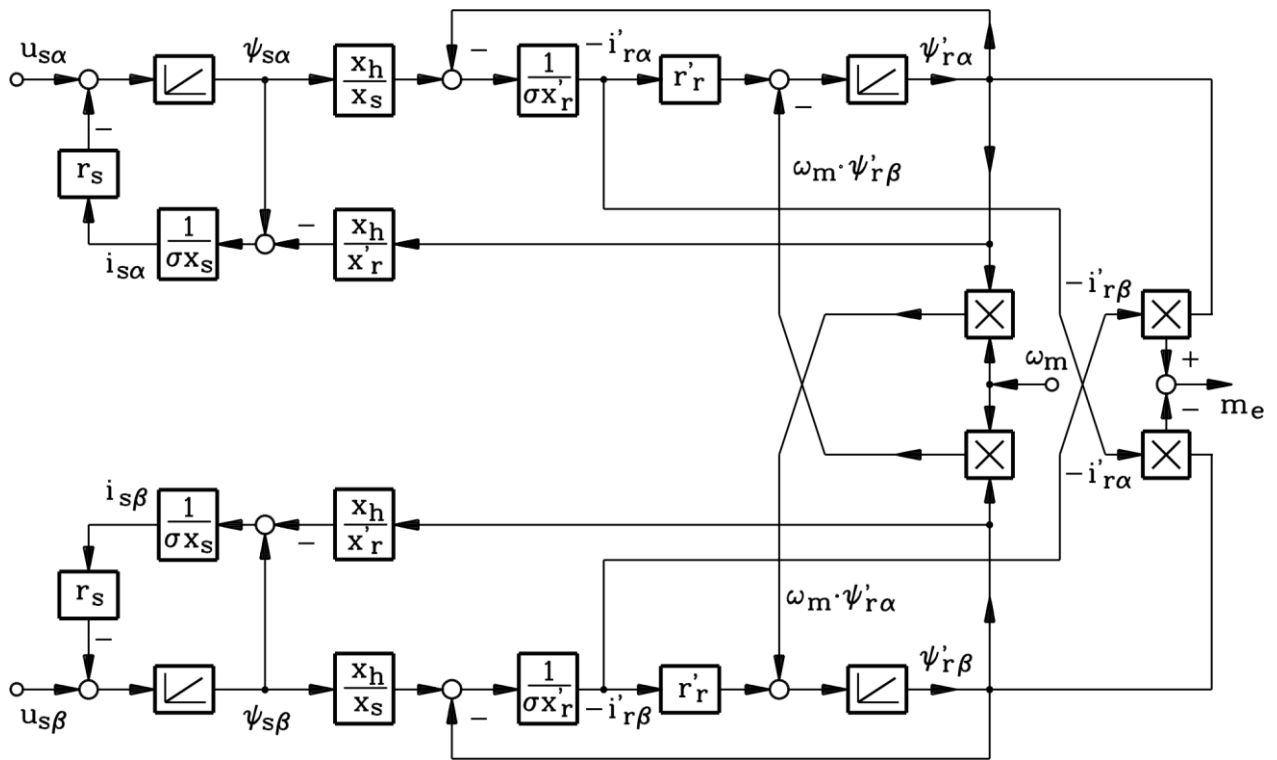 u_sα
ψ_sα
x_h
x_s
−
1
σx'_r
−i'_rα
r'_r
−
ψ'_rα
−
r_s
ω_m·ψ'_rβ
i_sα
1
σx_s
−
x_h
x'_r
−i'_rβ
ω_m
+
−
m_e
−i'_rα
i_sβ
1
σx_s
−
x_h
x'_r
r_s
−
ω_m·ψ'_rα
u_sβ
ψ_sβ
x_h
x_s
−
1
σx'_r
−i'_rβ
r'_r
ψ'_rβ